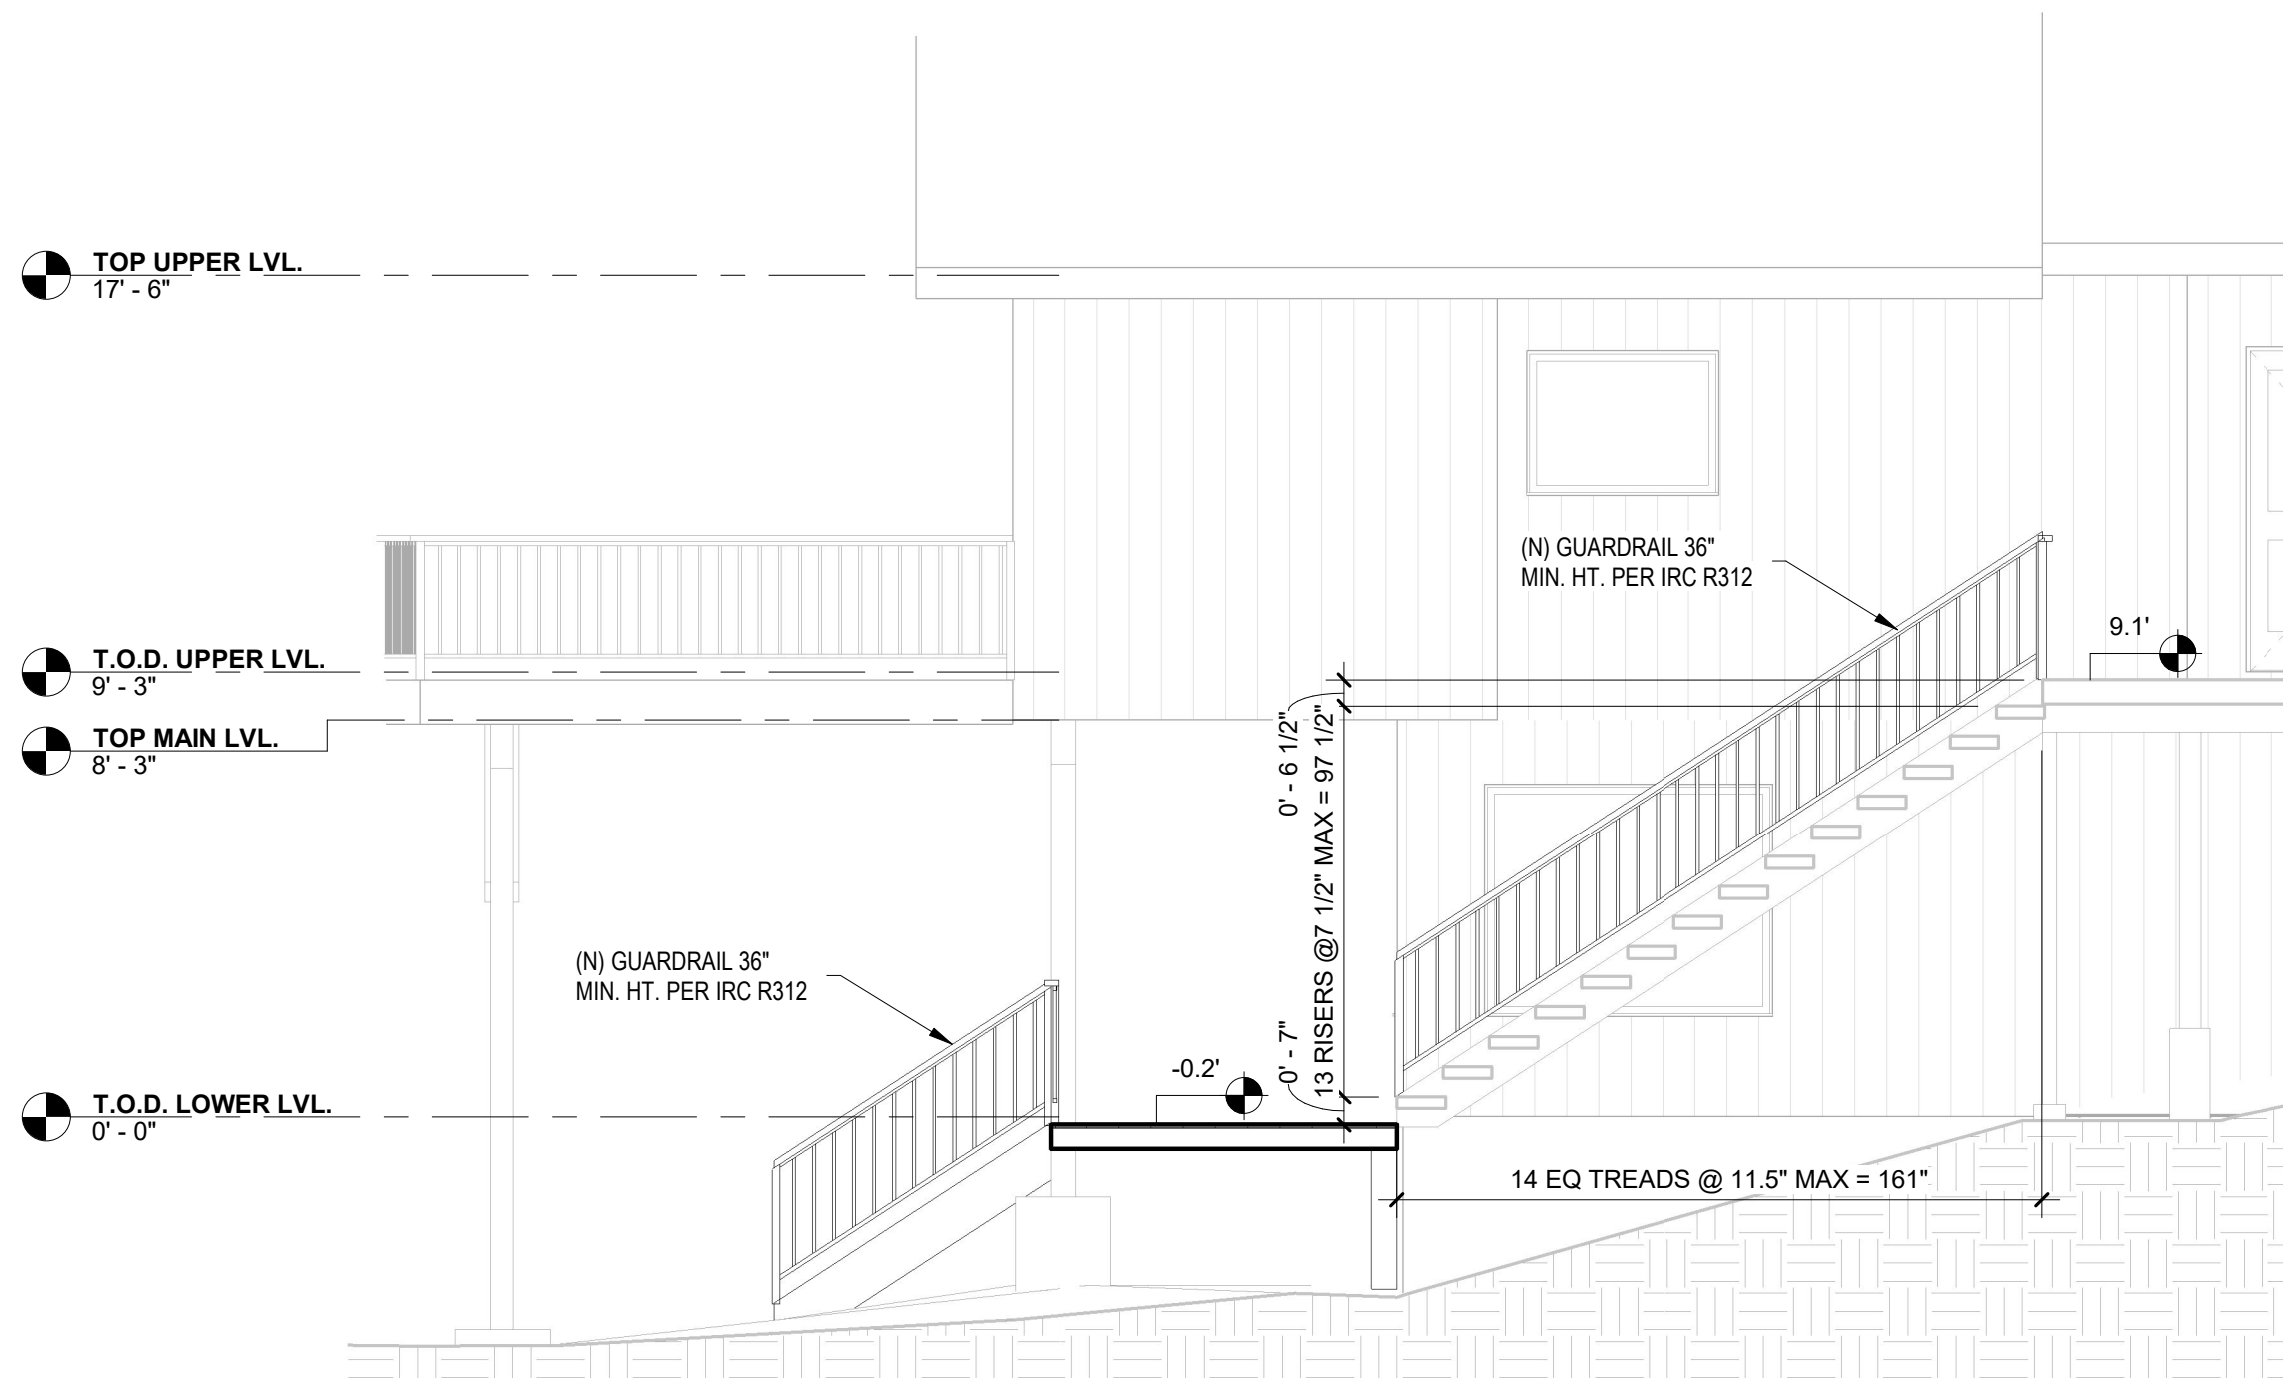 TOP UPPER LVL.
17' - 6"
(N) GUARDRAIL 36"
MIN. HT. PER IRC R312
9.1'
T.O.D. UPPER LVL.
9' - 3"
TOP MAIN LVL.
8' - 3"
0' - 6 1/2"
13 RISERS @7 1/2" MAX = 97 1/2"
0' - 7"
(N) GUARDRAIL 36"
MIN. HT. PER IRC R312
-0.2'
T.O.D. LOWER LVL.
0' - 0"
14 EQ TREADS @ 11.5" MAX = 161"